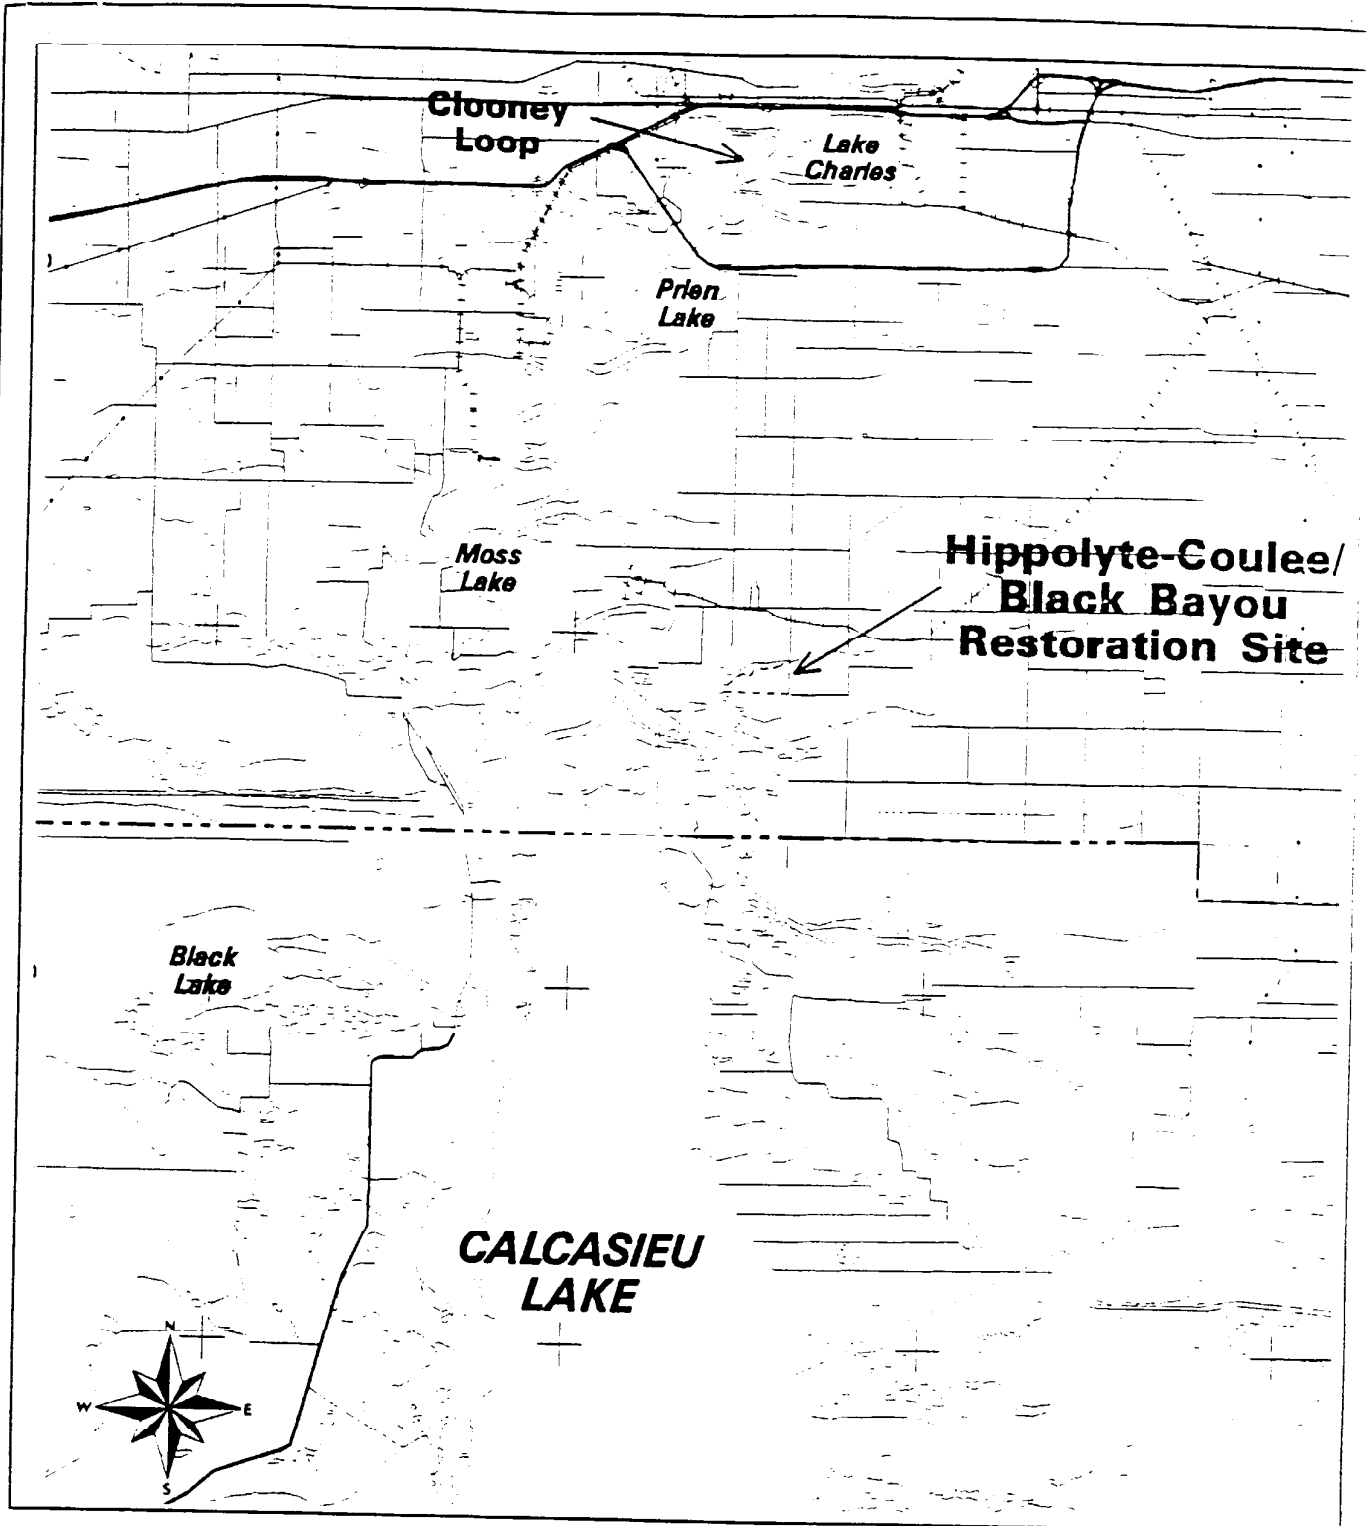 Clooney
Loop
Lake
Charles
Prien
Lake
Moss
Lake
Hippolyte-Coulee/
Black Bayou
Restoration Site
Black
Lake
CALCASIEU
LAKE
N
W
E
S